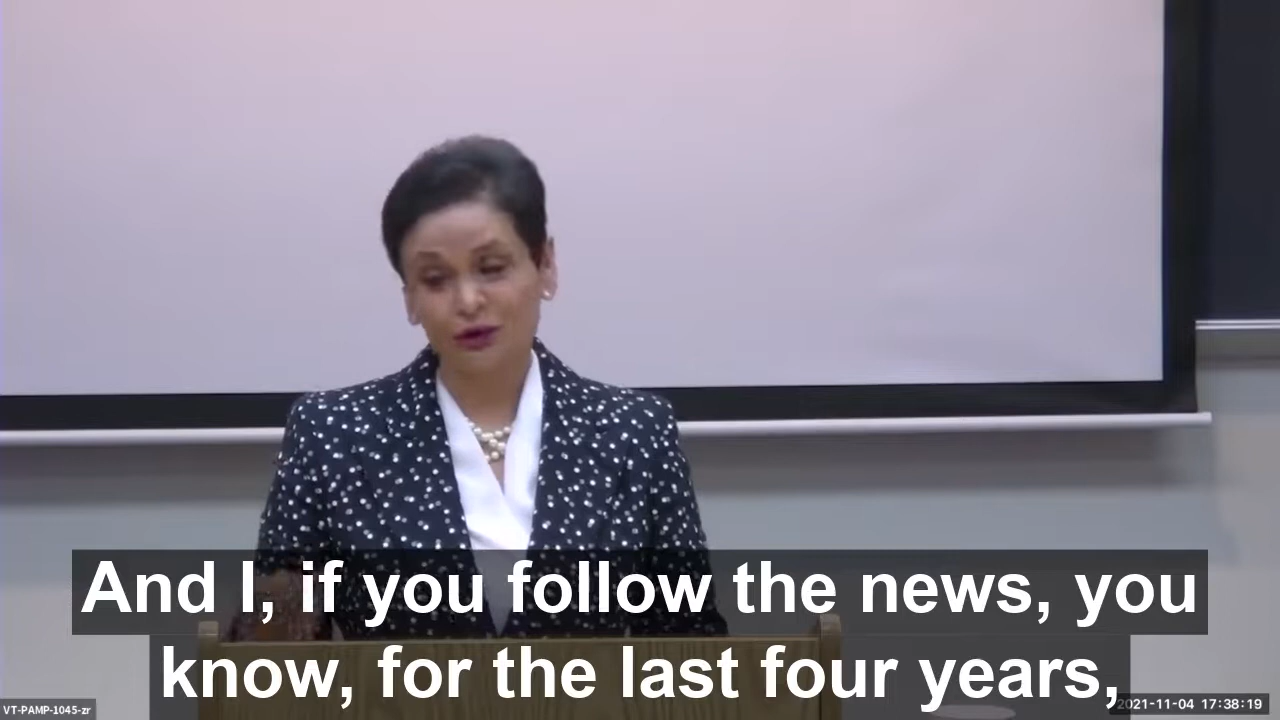 And I, if you follow the news, you
know, for the last four years,
VT-PAMP-1045-zr
2021-11-04 17:38:19